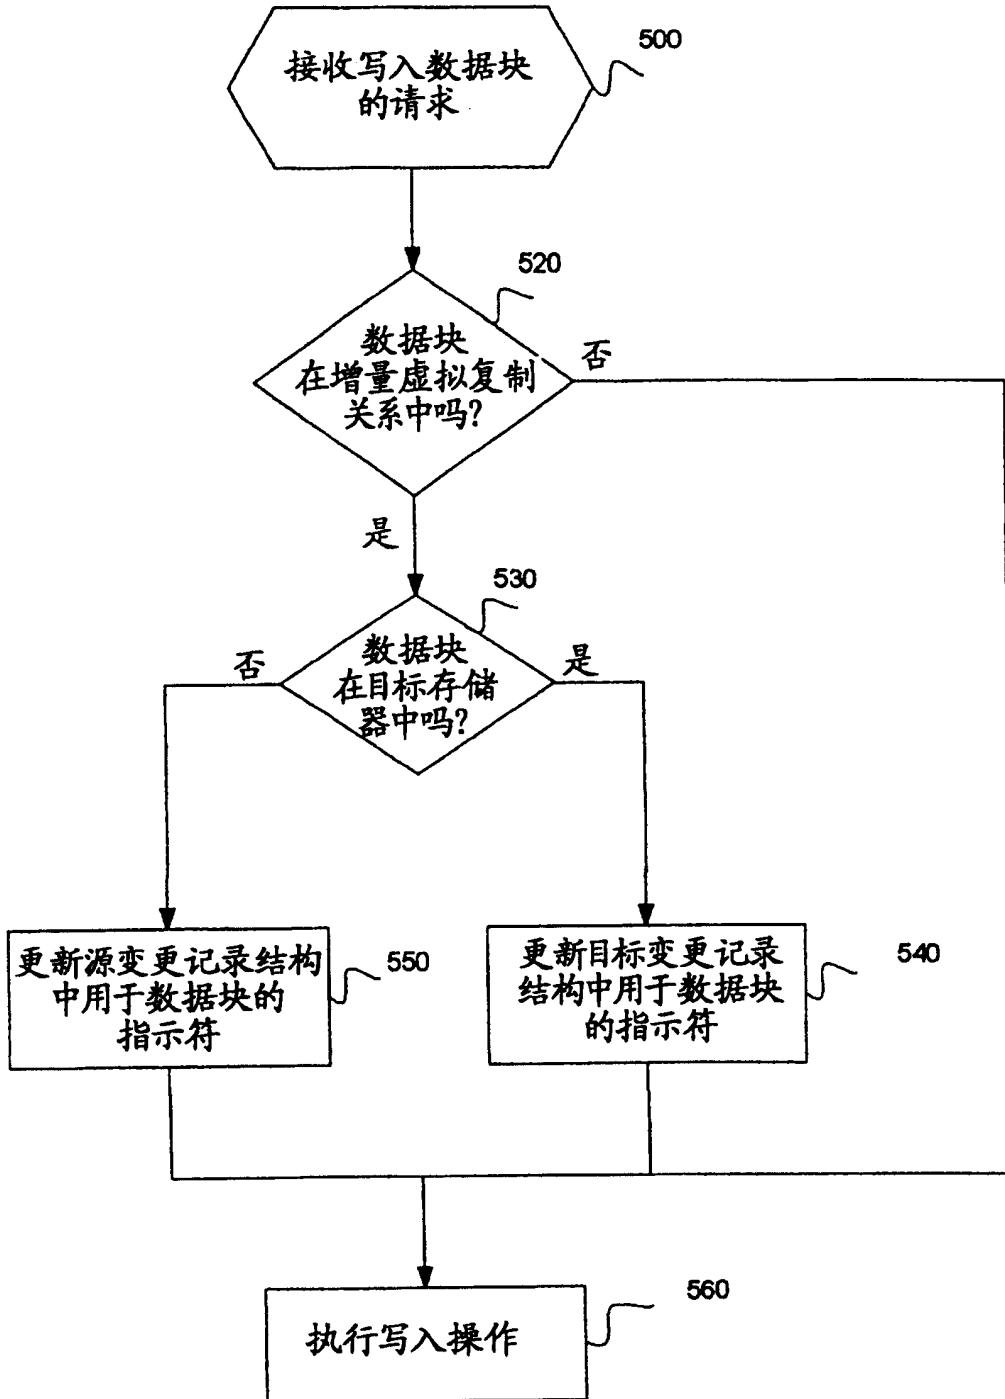 接收写入数据块
的请求
500
520
数据块
在增量虚拟复制
关系中吗?
否
是
530
数据块
在目标存储
器中吗?
否
是
更新源变更记录结构
中用于数据块的
指示符
550
更新目标变更记录
结构中用于数据块
的指示符
540
执行写入操作
560